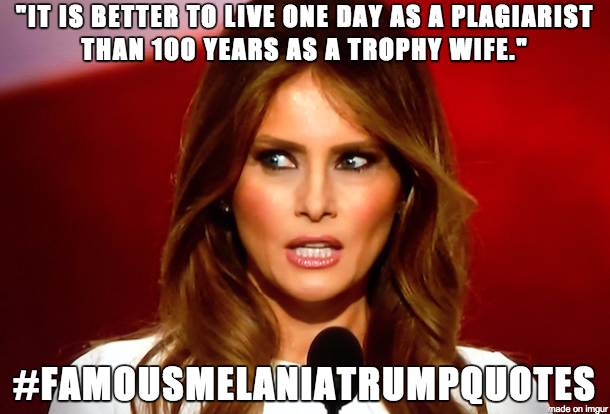 "IT IS BETTER TO LIVE ONE DAY AS A PLAGIARIST
THAN 100 YEARS AS A TROPHY WIFE."
#FAMOUSMELANIATRUMPQUOTES
made on imgur